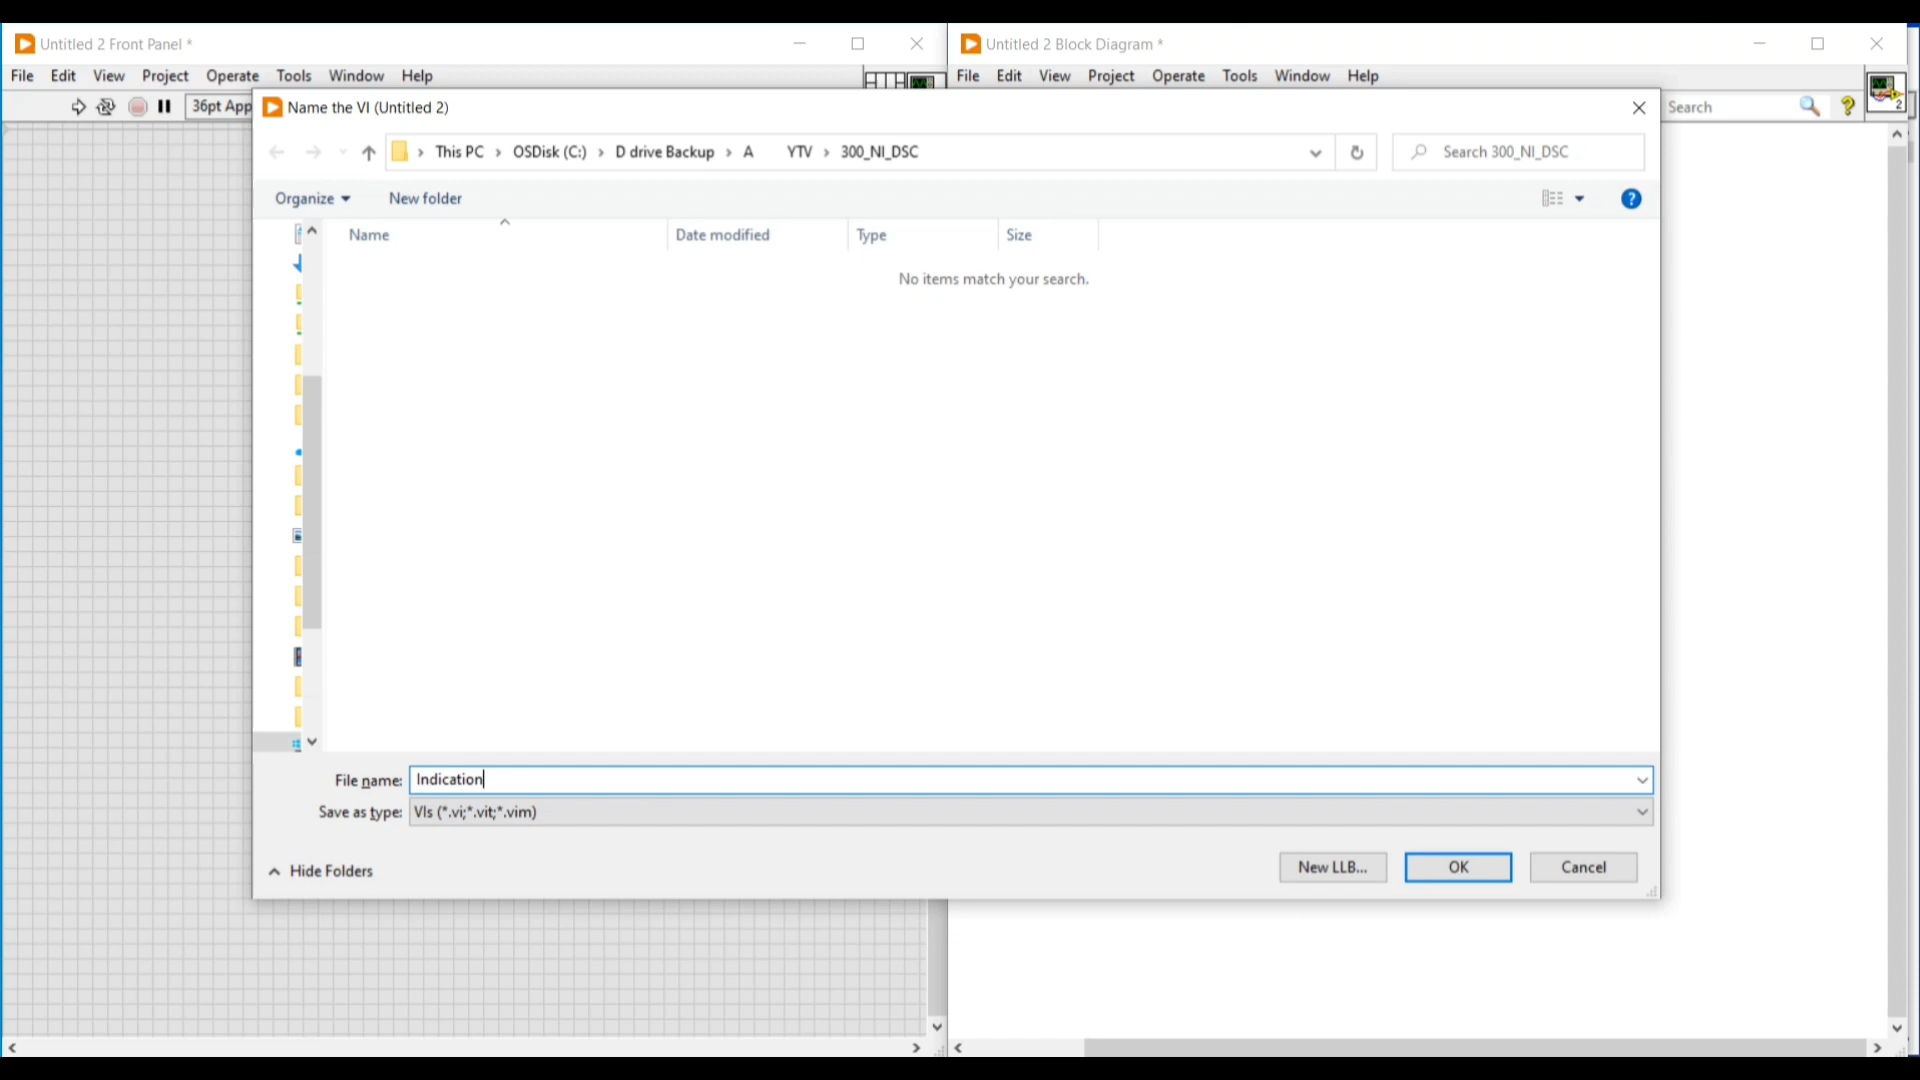 Untitled 2 Front Panel *
File Edit View Project Operate Tools Window Help
36pt App
Untitled 2 Block Diagram *
File Edit View Project Operate Tools Window Help
Search ? 2
Name the VI (Untitled 2)
This PC › OSDisk (C:) › D drive Backup › A YTV › 300_NI_DSC
Search 300_NI_DSC
Organize New folder ?
Name Date modified Type Size
No items match your search.
File name: Indication
Save as type: VIs (*.vi;*.vit;*.vim)
Hide Folders
New LLB... OK Cancel